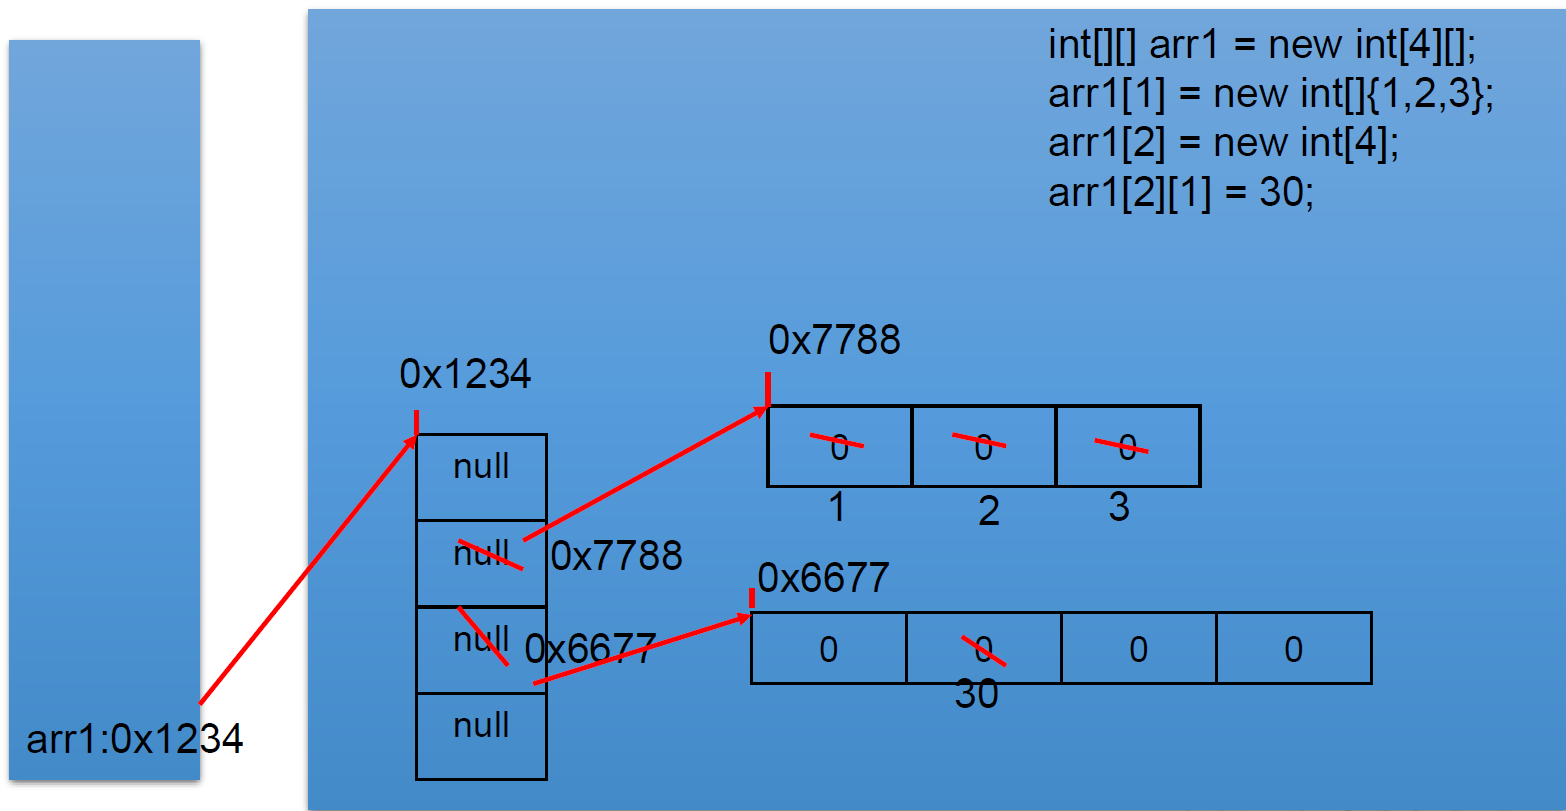 int[][] arr1 = new int[4][];
arr1[1] = new int[]{1,2,3};
arr1[2] = new int[4];
arr1[2][1] = 30;
0x7788
0x1234
0 0 0
1 2 3
null
null 0x7788
0x6677
null 0x6677
0 0 0 0
30
null
arr1:0x1234